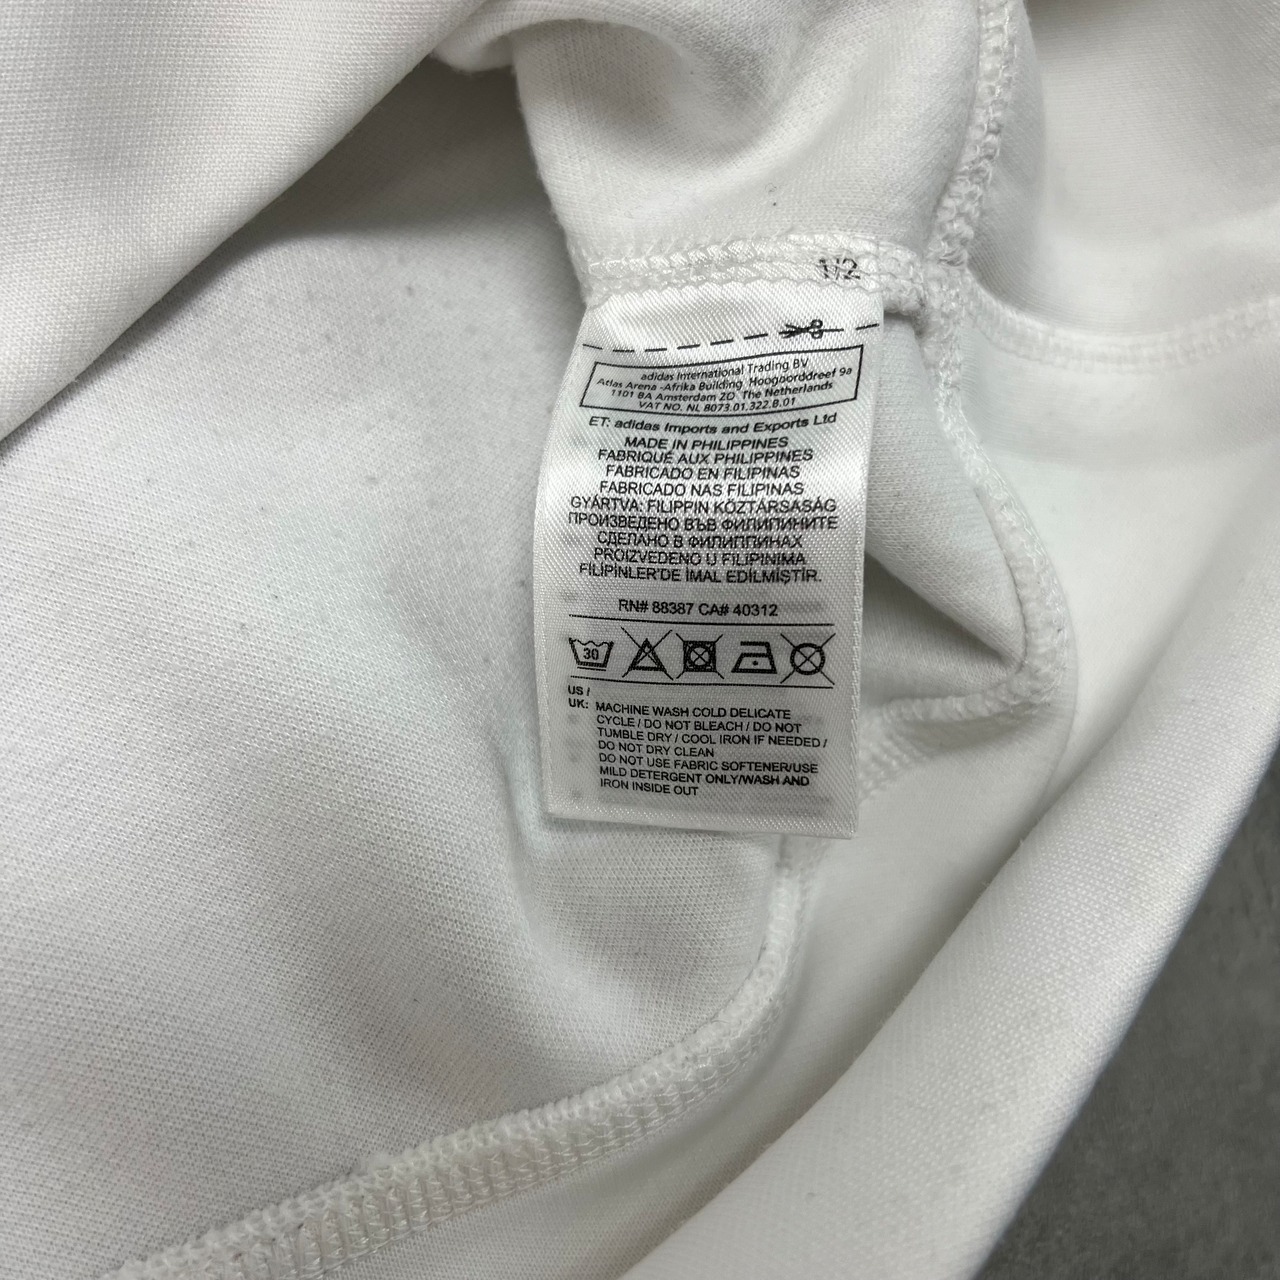 1/2
adidas International Trading BV
Atlas Arena -Afrika Building Hoogoorddreef 9a
1101 BA Amsterdam ZO The Netherlands
VAT NO. NL 8073.01.322.B.01
ET: adidas Imports and Exports Ltd
MADE IN PHILIPPINES
FABRIQUÉ AUX PHILIPPINES
FABRICADO EN FILIPINAS
FABRICADO NAS FILIPINAS
GYÁRTVA: FILIPPIN KÖZTÁRSASÁG
ПРОИЗВЕДЕНО ВЪВ ФИЛИПИНИТЕ
СДЕЛАНО В ФИЛИППИНАХ
PROIZVEDENO U FILIPINIMA
FİLİPİNLER'DE İMAL EDİLMİŞTİR.
RN# 88387 CA# 40312
30
US /
UK: MACHINE WASH COLD DELICATE
CYCLE / DO NOT BLEACH / DO NOT
TUMBLE DRY / COOL IRON IF NEEDED /
DO NOT DRY CLEAN
DO NOT USE FABRIC SOFTENER/USE
MILD DETERGENT ONLY/WASH AND
IRON INSIDE OUT